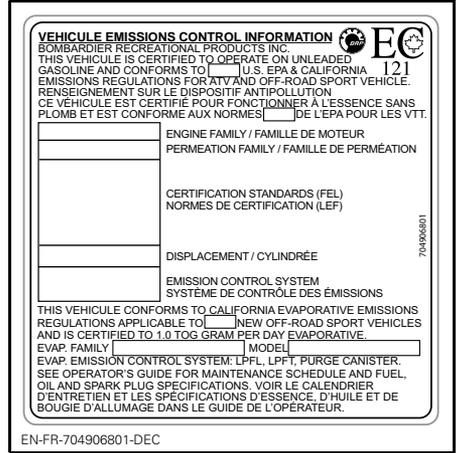 VEHICULE EMISSIONS CONTROL INFORMATION
BRP
EC
BOMBARDIER RECREATIONAL PRODUCTS INC.
THIS VEHICLE IS CERTIFIED TO OPERATE ON UNLEADED
GASOLINE AND CONFORMS TO U.S. EPA & CALIFORNIA
121
EMISSIONS REGULATIONS FOR ATV AND OFF-ROAD SPORT VEHICLE.
RENSEIGNEMENT SUR LE DISPOSITIF ANTIPOLLUTION
CE VÉHICULE EST CERTIFIÉ POUR FONCTIONNER À L'ESSENCE SANS
PLOMB ET EST CONFORME AUX NORMES DE L'EPA POUR LES VTT.
ENGINE FAMILY / FAMILLE DE MOTEUR
PERMEATION FAMILY / FAMILLE DE PERMÉATION
CERTIFICATION STANDARDS (FEL)
NORMES DE CERTIFICATION (LEF)
704906801
DISPLACEMENT / CYLINDRÉE
EMISSION CONTROL SYSTEM
SYSTÈME DE CONTRÔLE DES ÉMISSIONS
THIS VEHICLE CONFORMS TO CALIFORNIA EVAPORATIVE EMISSIONS
REGULATIONS APPLICABLE TO NEW OFF-ROAD SPORT VEHICLES
AND IS CERTIFIED TO 1.0 TOG GRAM PER DAY EVAPORATIVE.
EVAP. FAMILY MODEL
EVAP. EMISSION CONTROL SYSTEM: LPFL, LPFT, PURGE CANISTER.
SEE OPERATOR'S GUIDE FOR MAINTENANCE SCHEDULE AND FUEL,
OIL AND SPARK PLUG SPECIFICATIONS. VOIR LE CALENDRIER
D'ENTRETIEN ET LES SPÉCIFICATIONS D'ESSENCE, D'HUILE ET DE
BOUGIE D'ALLUMAGE DANS LE GUIDE DE L'OPÉRATEUR.
EN-FR-704906801-DEC